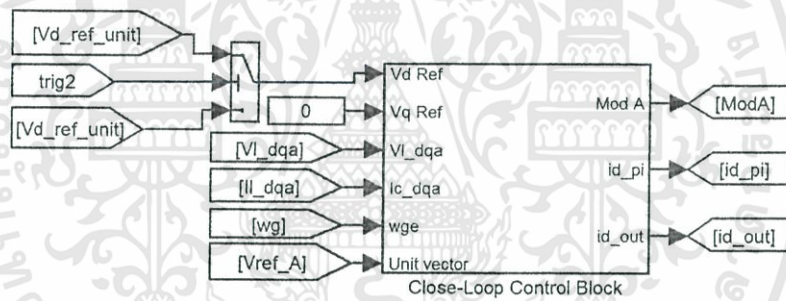 [Vd_ref_unit]
trig2
[Vd_ref_unit]
0
[Vl_dqa]
[Il_dqa]
[wg]
[Vref_A]
Vd Ref
Vq Ref
Vl_dqa
Ic_dqa
wge
Unit vector
Mod A
id_pi
id_out
[ModA]
[id_pi]
[id_out]
Close-Loop Control Block